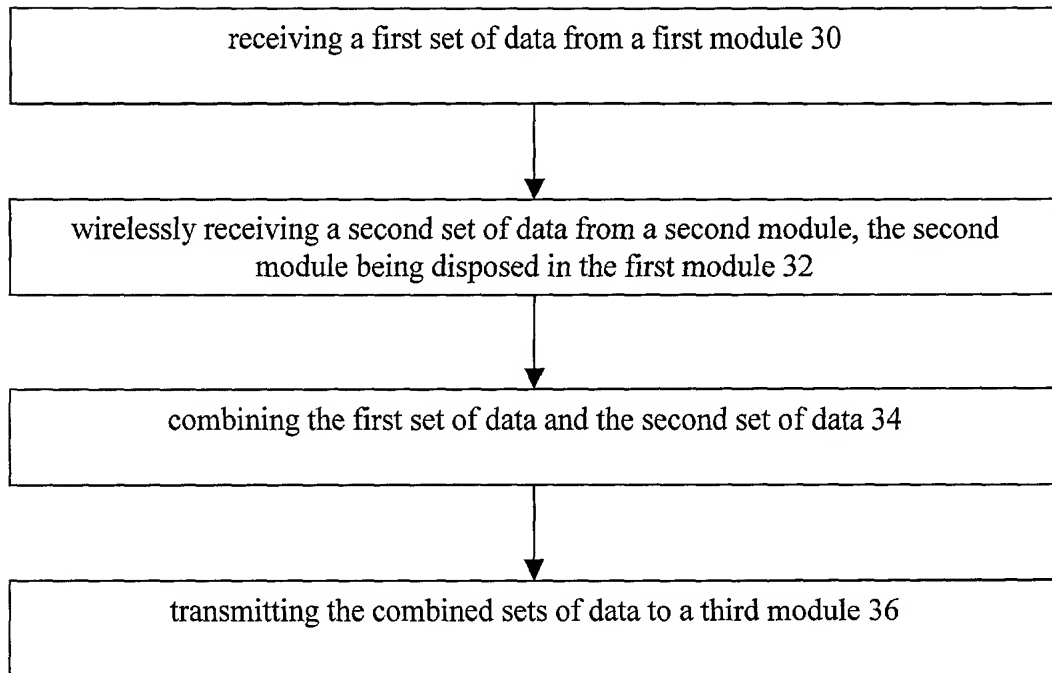 receiving a first set of data from a first module 30
wirelessly receiving a second set of data from a second module, the second
module being disposed in the first module 32
combining the first set of data and the second set of data 34
transmitting the combined sets of data to a third module 36